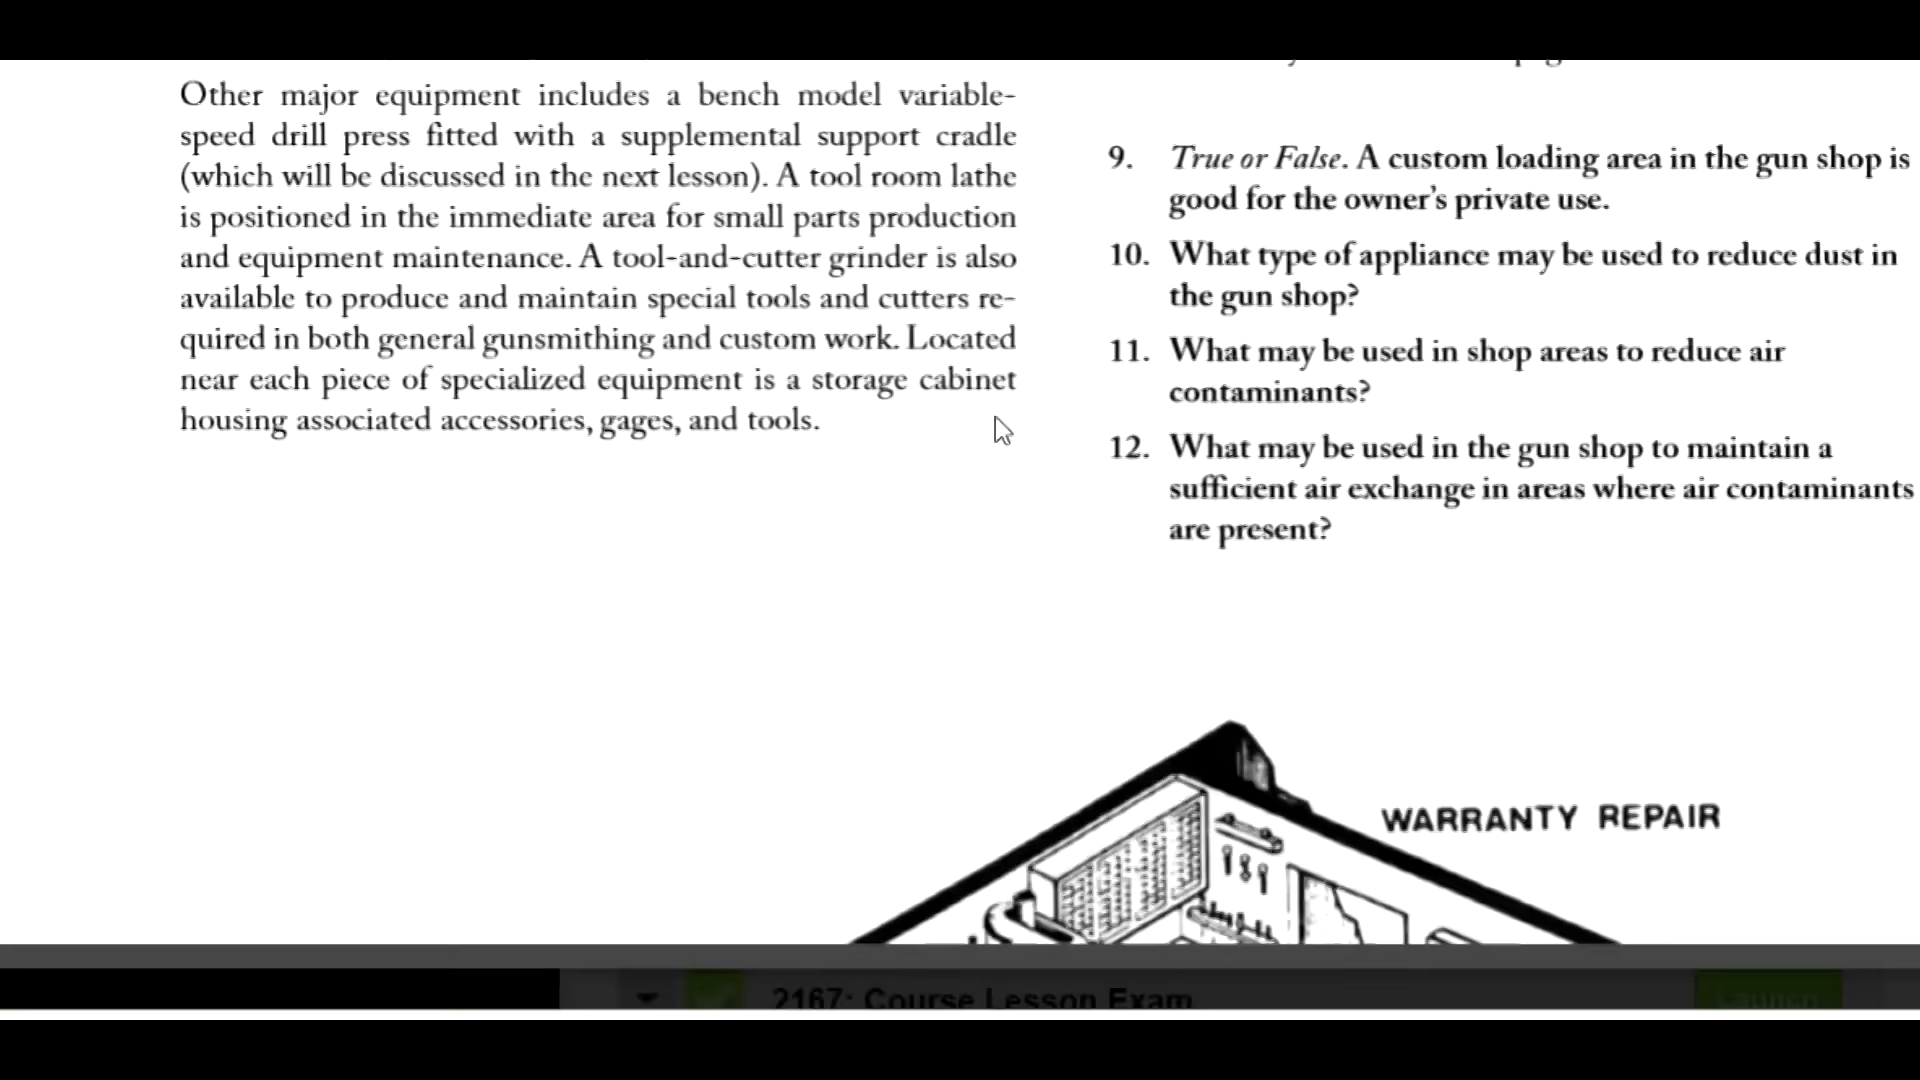 Other major equipment includes a bench model variable-
speed drill press fitted with a supplemental support cradle
(which will be discussed in the next lesson). A tool room lathe
is positioned in the immediate area for small parts production
and equipment maintenance. A tool-and-cutter grinder is also
available to produce and maintain special tools and cutters re-
quired in both general gunsmithing and custom work. Located
near each piece of specialized equipment is a storage cabinet
housing associated accessories, gages, and tools.
9. True or False. A custom loading area in the gun shop is
good for the owner's private use.
10. What type of appliance may be used to reduce dust in
the gun shop?
11. What may be used in shop areas to reduce air
contaminants?
12. What may be used in the gun shop to maintain a
sufficient air exchange in areas where air contaminants
are present?
WARRANTY REPAIR
2167: Course Lesson Exam
Launch